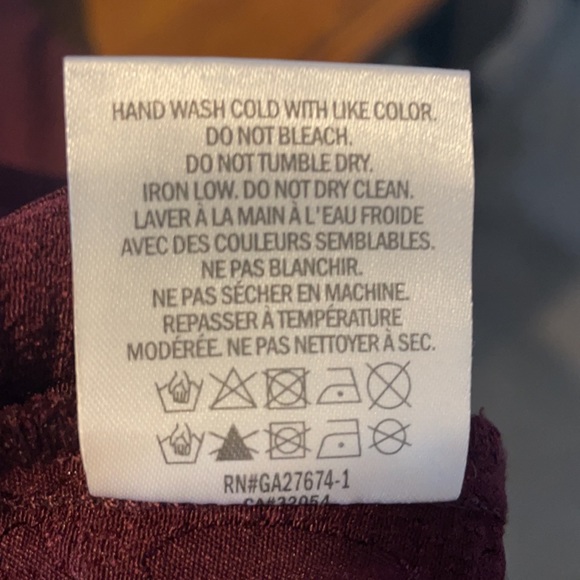 HAND WASH COLD WITH LIKE COLOR.
DO NOT BLEACH.
DO NOT TUMBLE DRY.
IRON LOW. DO NOT DRY CLEAN.
LAVER À LA MAIN À L'EAU FROIDE
AVEC DES COULEURS SEMBLABLES.
NE PAS BLANCHIR.
NE PAS SÉCHER EN MACHINE.
REPASSER À TEMPÉRATURE
MODÉRÉE. NE PAS NETTOYER À SEC.
RN#GA27674-1
CA#32054